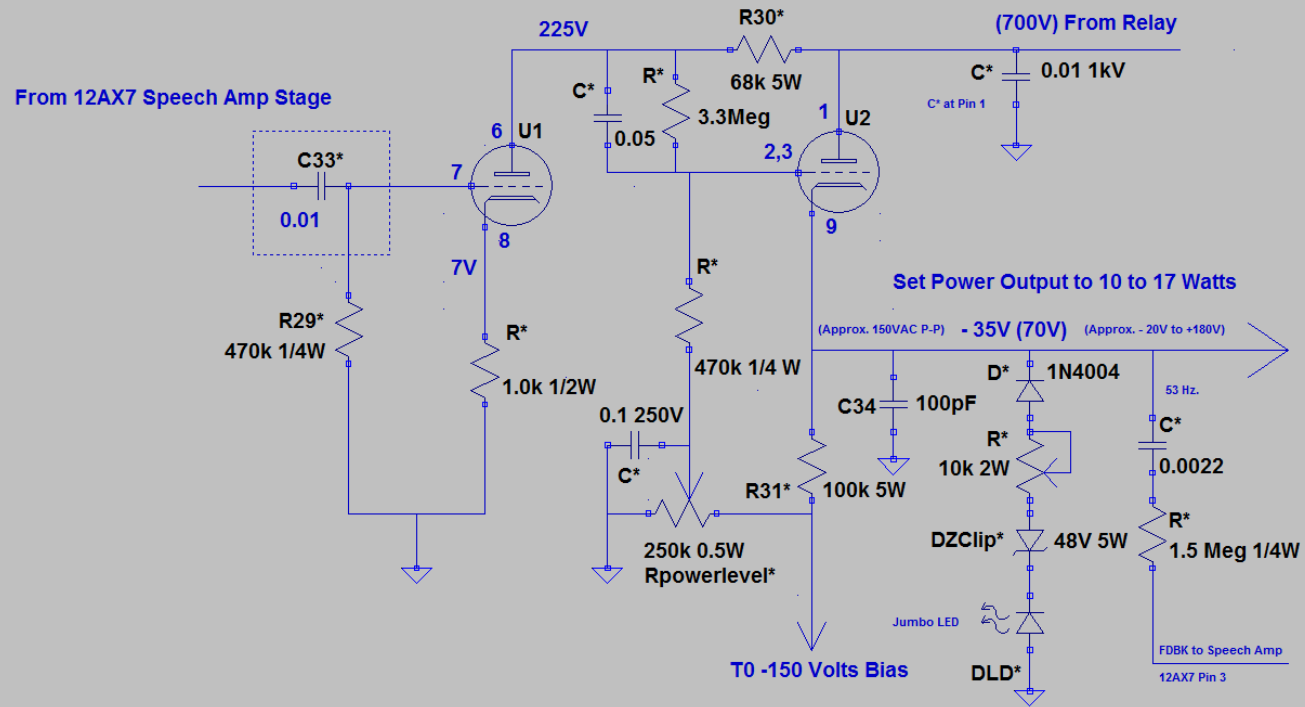 R30*
225V
(700V) From Relay
68k 5W
C*
0.01 1kV
C* at Pin 1
From 12AX7 Speech Amp Stage
C*
R*
3.3Meg
0.05
6
U1
1
U2
2,3
C33*
7
0.01
8
9
7V
R*
Set Power Output to 10 to 17 Watts
R29*
470k 1/4W
R*
1.0k 1/2W
470k 1/4 W
(Approx. 150VAC P-P)
- 35V (70V)
(Approx. - 20V to +180V)
D*
1N4004
53 Hz.
C34
100pF
0.1 250V
C*
R*
10k 2W
C*
0.0022
R31*
100k 5W
R*
1.5 Meg 1/4W
DZClip*
48V 5W
250k 0.5W
Rpowerlevel*
Jumbo LED
T0 -150 Volts Bias
DLD*
FDBK to Speech Amp
12AX7 Pin 3